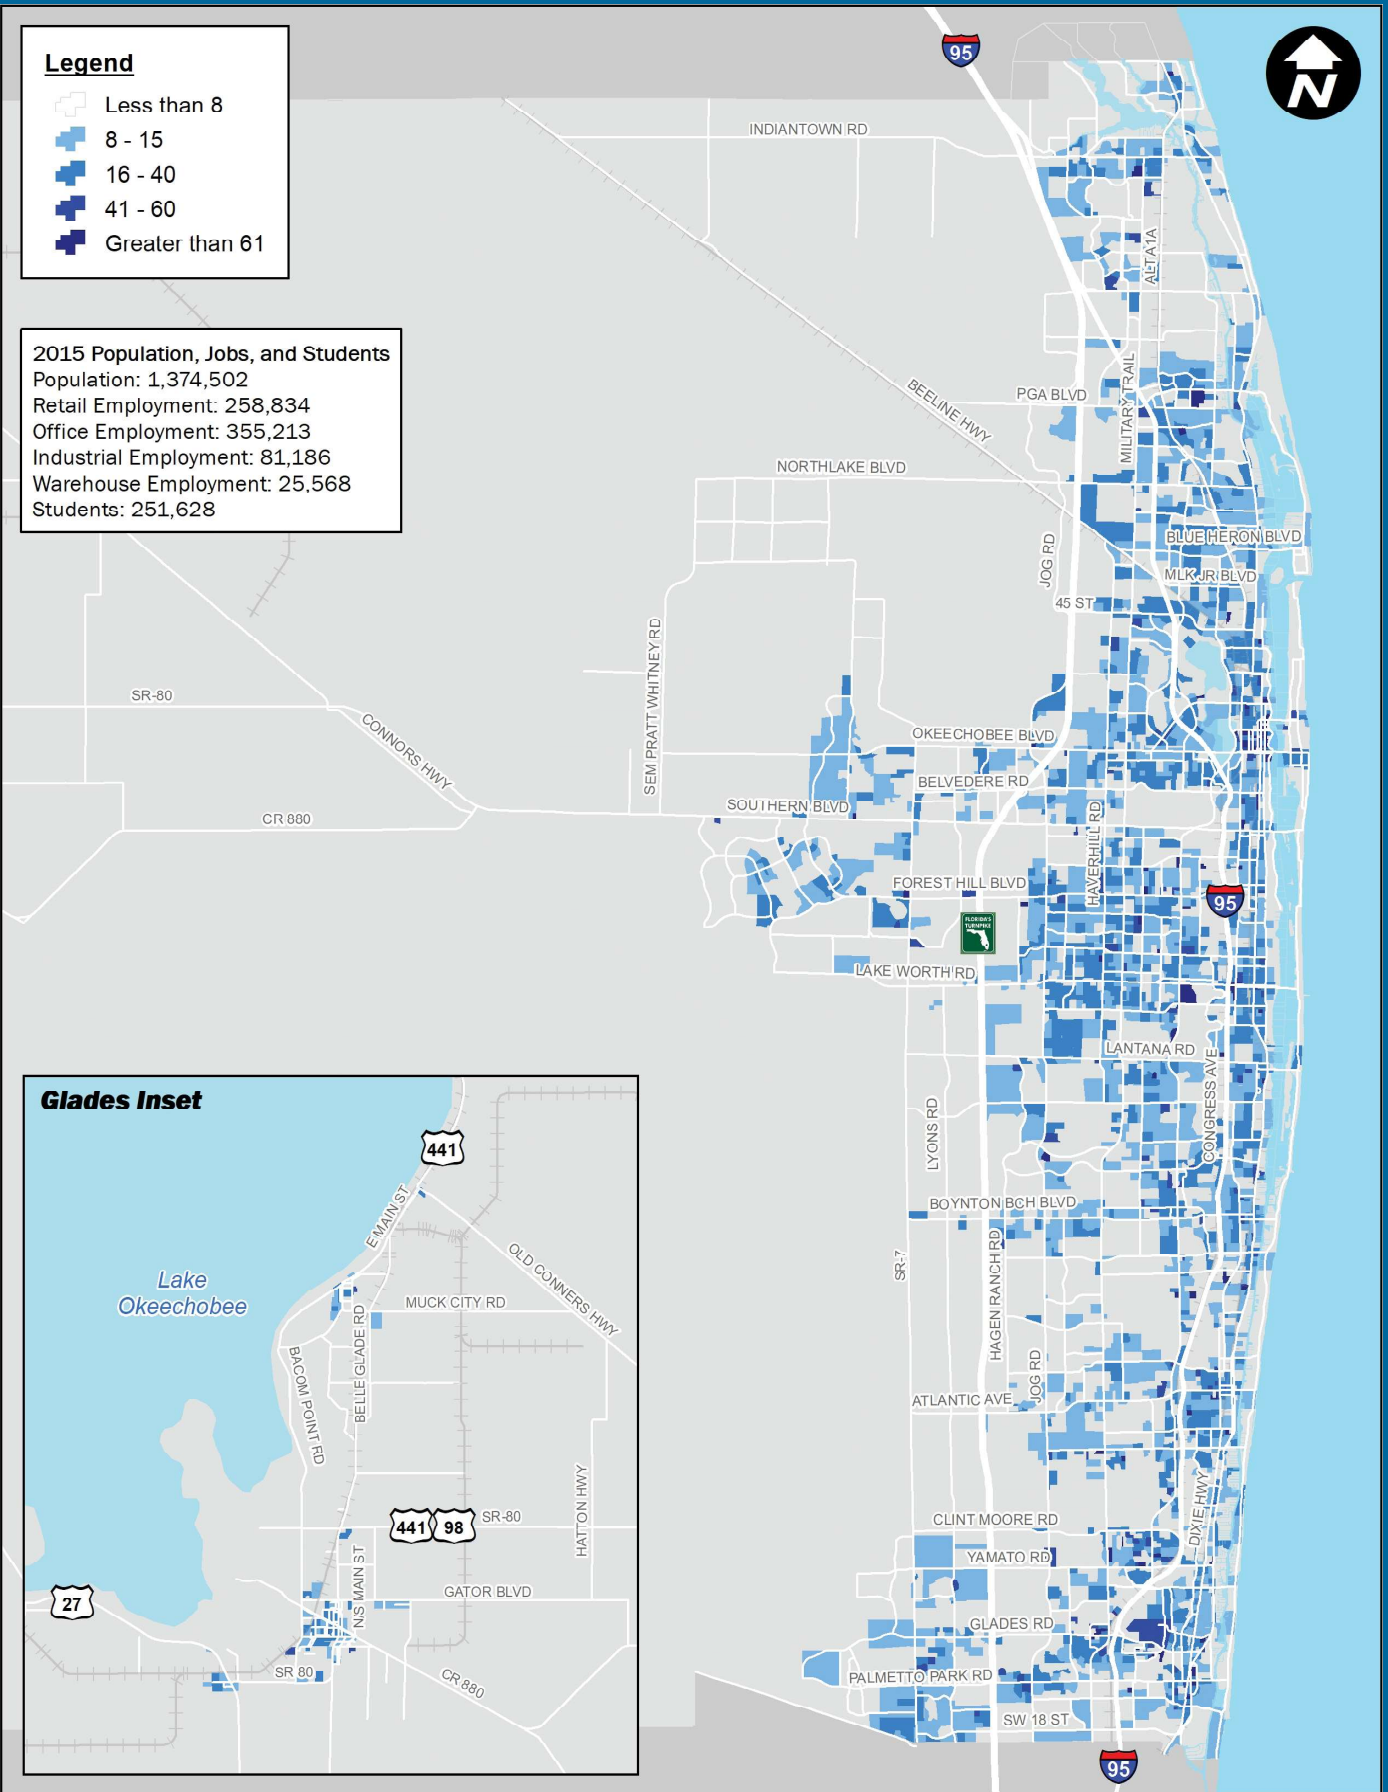 Legend
Less than 8
8 - 15
16 - 40
41 - 60
Greater than 61
2015 Population, Jobs, and Students
Population: 1,374,502
Retail Employment: 258,834
Office Employment: 355,213
Industrial Employment: 81,186
Warehouse Employment: 25,568
Students: 251,628
95
N
INDIANTOWN RD
ALT A1A
BEELINE HWY
PGA BLVD
MILITARY TRAIL
NORTHLAKE BLVD
BLUE HERON BLVD
JOG RD
MLK JR BLVD
45 ST
SEM PRATT WHITNEY RD
SR-80
CONNORS HWY
OKEECHOBEE BLVD
BELVEDERE RD
SOUTHERN BLVD
CR 880
HAVERHILL RD
FOREST HILL BLVD
95
FLORIDA'S
TURNPIKE
LAKE WORTH RD
LANTANA RD
CONGRESS AVE
LYONS RD
BOYNTON BCH BLVD
SR-7
HAGEN RANCH RD
JOG RD
ATLANTIC AVE
DIXIE HWY
CLINT MOORE RD
YAMATO RD
GLADES RD
PALMETTO PARK RD
SW 18 ST
95
Glades Inset
441
E MAIN ST
OLD CONNERS HWY
Lake
Okeechobee
MUCK CITY RD
BELLE GLADE RD
BACOM POINT RD
HATTON HWY
441
98
SR-80
N/S MAIN ST
GATOR BLVD
27
SR 80
CR 880